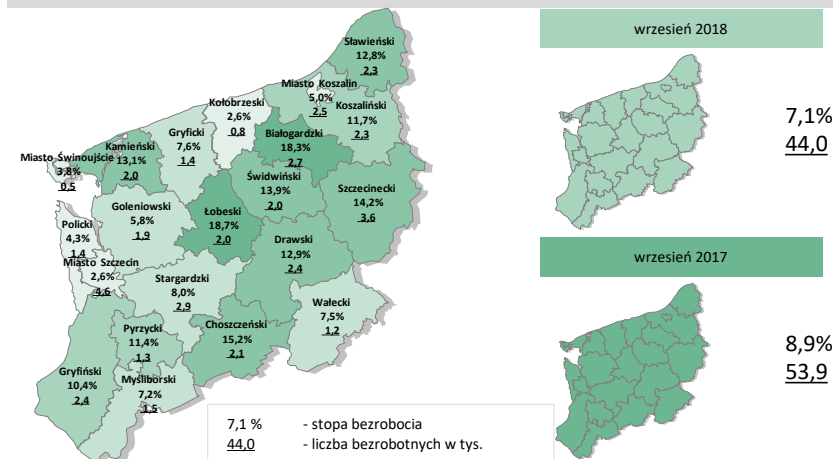 Sławieński
12,8%
2,3
Miasto Koszalin
5,0%
2,5
Koszaliński
11,7%
2,3
Kołobrzeski
2,6%
0,8
Białogardzki
18,3%
2,7
Gryficki
7,6%
1,4
Kamieński
13,1%
2,0
Miasto Świnoujście
3,8%
0,5
Świdwiński
13,9%
2,0
Szczecinecki
14,2%
3,6
Goleniowski
5,8%
1,9
Łobeski
18,7%
2,0
Policki
4,3%
1,4
Miasto Szczecin
2,6%
4,6
Drawski
12,9%
2,4
Stargardzki
8,0%
2,9
Wałecki
7,5%
1,2
Choszczeński
15,2%
2,1
Pyrzycki
11,4%
1,3
Gryfiński
10,4%
2,4
Myśliborski
7,2%
1,5
7,1 % - stopa bezrobocia
44,0 - liczba bezrobotnych w tys.
wrzesień 2018
7,1%
44,0
wrzesień 2017
8,9%
53,9